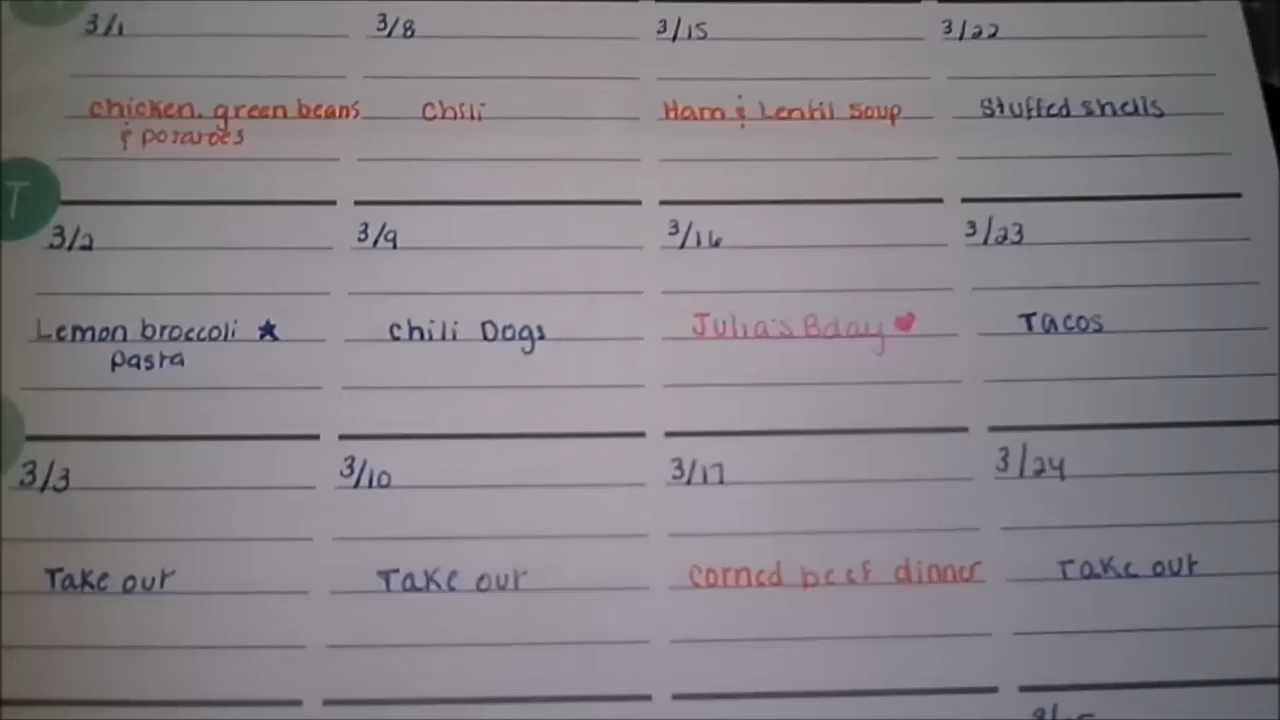 3/1
3/8
3/15
3/22
chicken, green beans
& potatoes
Chili
Ham & Lentil Soup
Stuffed shells
T
3/2
3/9
3/16
3/23
Lemon broccoli ★
pasta
Chili Dogs
Julia's Bday ♥
Tacos
3/3
3/10
3/17
3/24
Take out
Take out
corned beef dinner
Take out